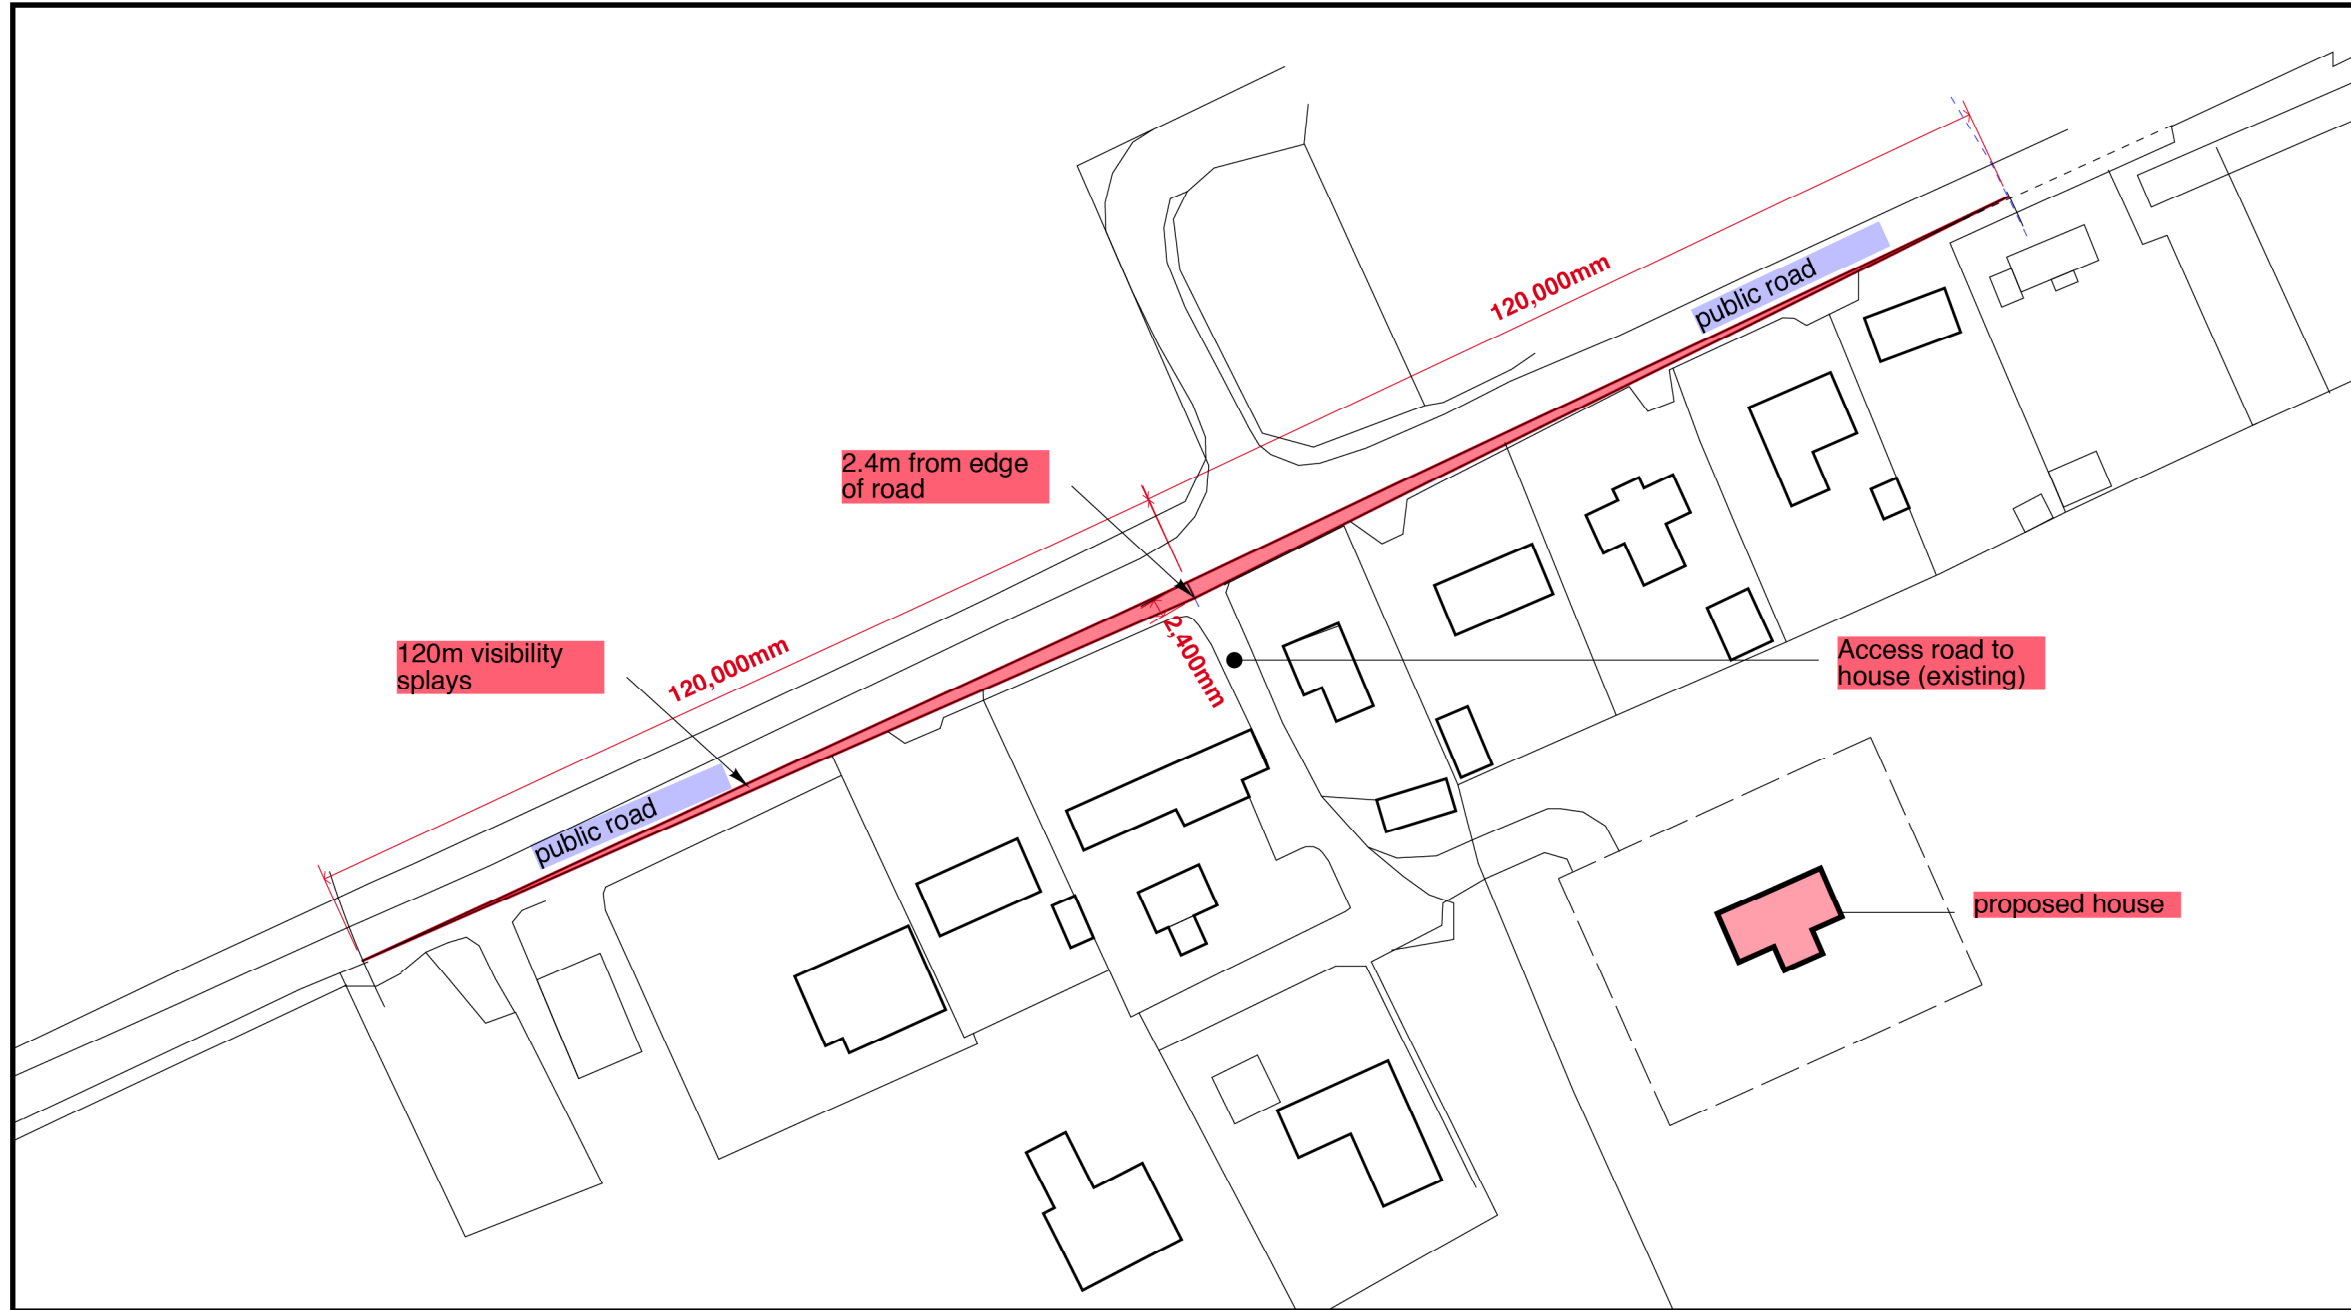 120,000mm
public road
2.4m from edge
of road
120m visibility
splays
120,000mm
2,400mm
Access road to
house (existing)
public road
proposed house